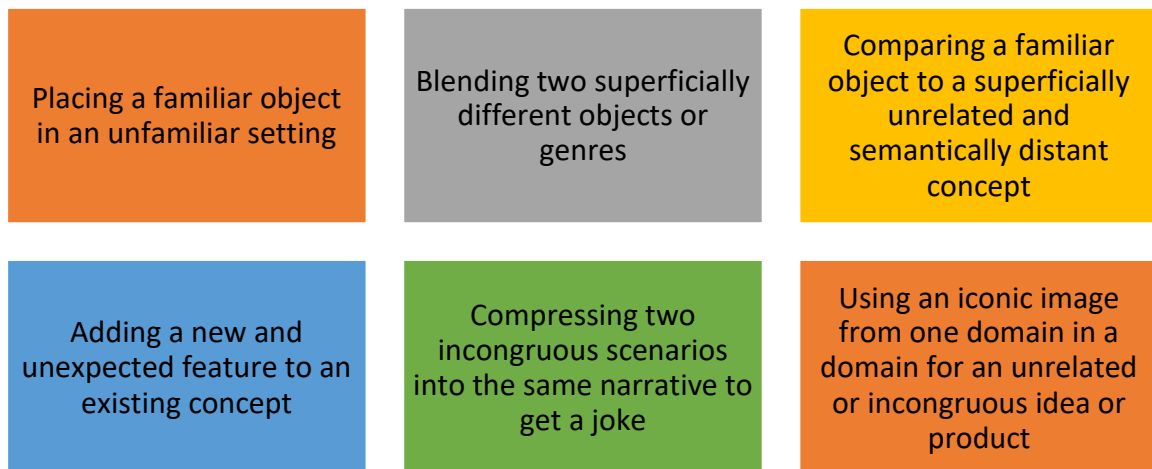 Placing a familiar object
in an unfamiliar setting
Blending two superficially
different objects or
genres
Comparing a familiar
object to a superficially
unrelated and
semantically distant
concept
Adding a new and
unexpected feature to an
existing concept
Compressing two
incongruous scenarios
into the same narrative to
get a joke
Using an iconic image
from one domain in a
domain for an unrelated
or incongruous idea or
product